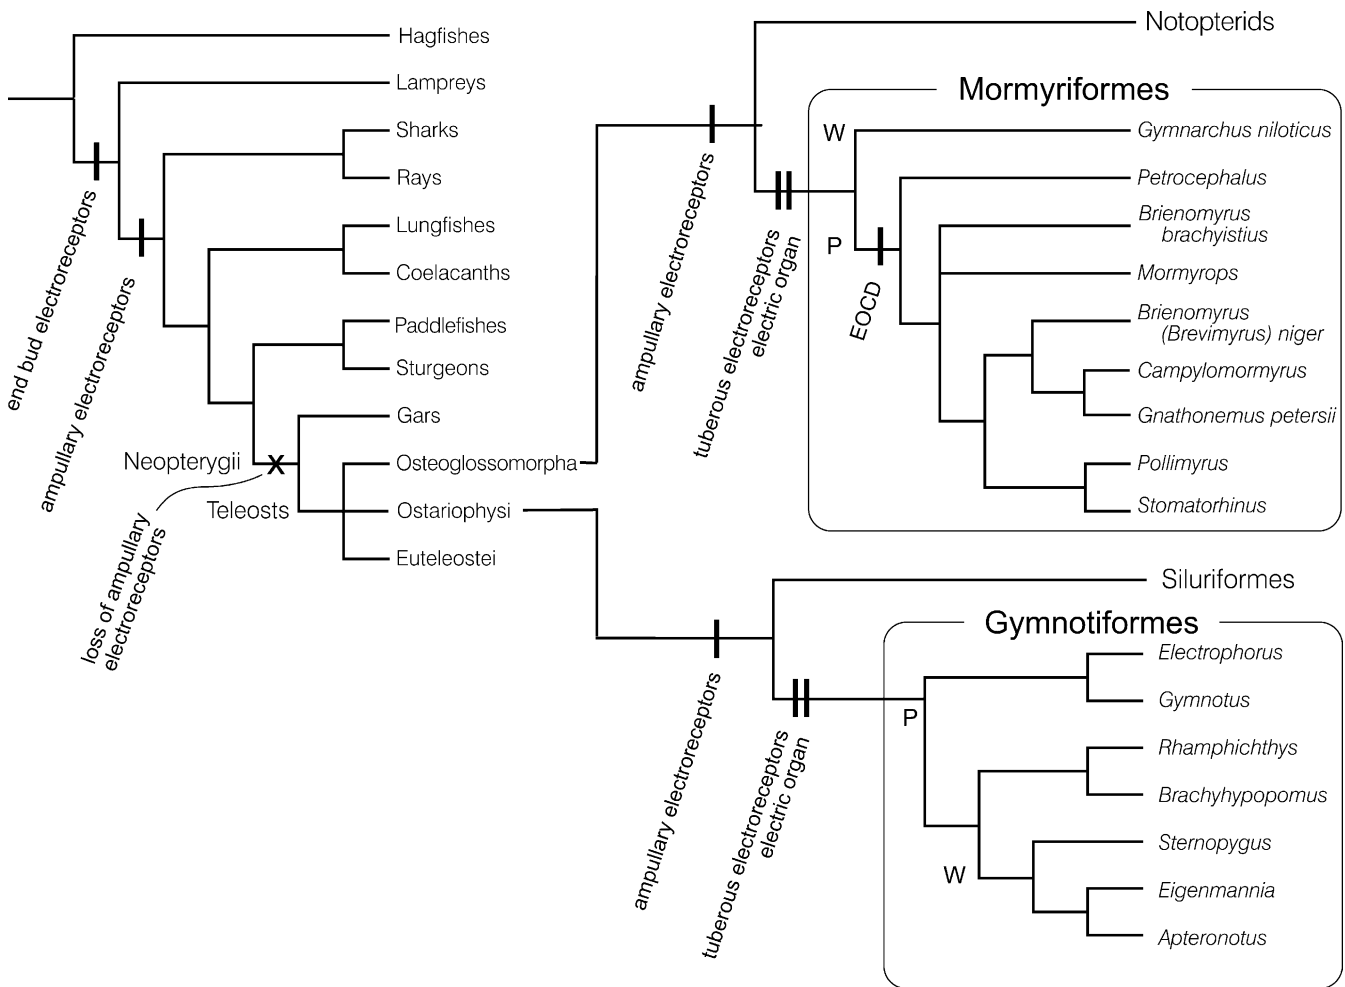 Hagfishes
Lampreys
Sharks
Rays
Lungfishes
Coelacanths
Paddlefishes
Sturgeons
Gars
Neopterygii
Osteoglossomorpha
Teleosts
Ostariophysi
Euteleostei
end bud electroreceptors
ampullary electroreceptors
loss of ampullary
electroreceptors
X
Notopterids
Mormyriformes
W
Gymnarchus niloticus
Petrocephalus
Brienomyrus
brachyistius
P
Mormyrops
EOCD
Brienomyrus
(Brevimyrus) niger
Campylomormyrus
Gnathonemus petersii
Pollimyrus
Stomatorhinus
ampullary electroreceptors
tuberous electroreceptors
electric organ
Siluriformes
Gymnotiformes
Electrophorus
Gymnotus
P
Rhamphichthys
Brachyhypopomus
Sternopygus
W
Eigenmannia
Apteronotus
ampullary electroreceptors
tuberous electroreceptors
electric organ